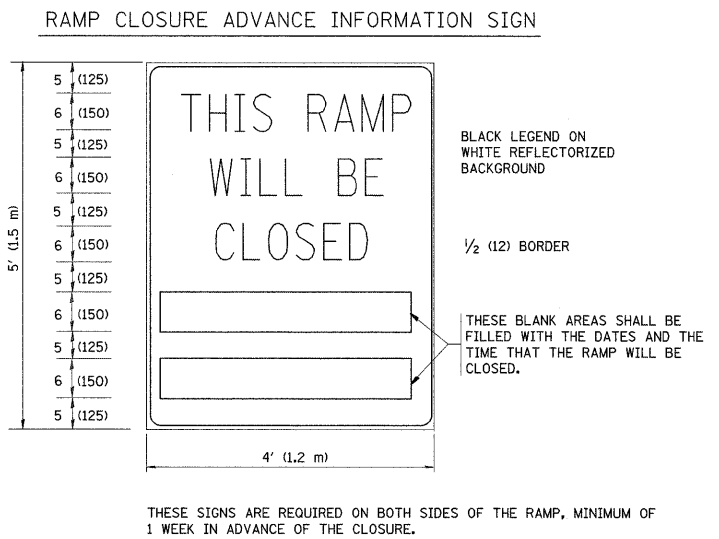 RAMP CLOSURE ADVANCE INFORMATION SIGN
5 (125)
6 (150)
5 (125)
6 (150)
5 (125)
6 (150)
5 (125)
6 (150)
5 (125)
6 (150)
5 (125)
5' (1.5 m)
THIS RAMP
WILL BE
CLOSED
BLACK LEGEND ON
WHITE REFLECTORIZED
BACKGROUND
1/2 (12) BORDER
THESE BLANK AREAS SHALL BE
FILLED WITH THE DATES AND THE
TIME THAT THE RAMP WILL BE
CLOSED.
4' (1.2 m)
THESE SIGNS ARE REQUIRED ON BOTH SIDES OF THE RAMP, MINIMUM OF
1 WEEK IN ADVANCE OF THE CLOSURE.